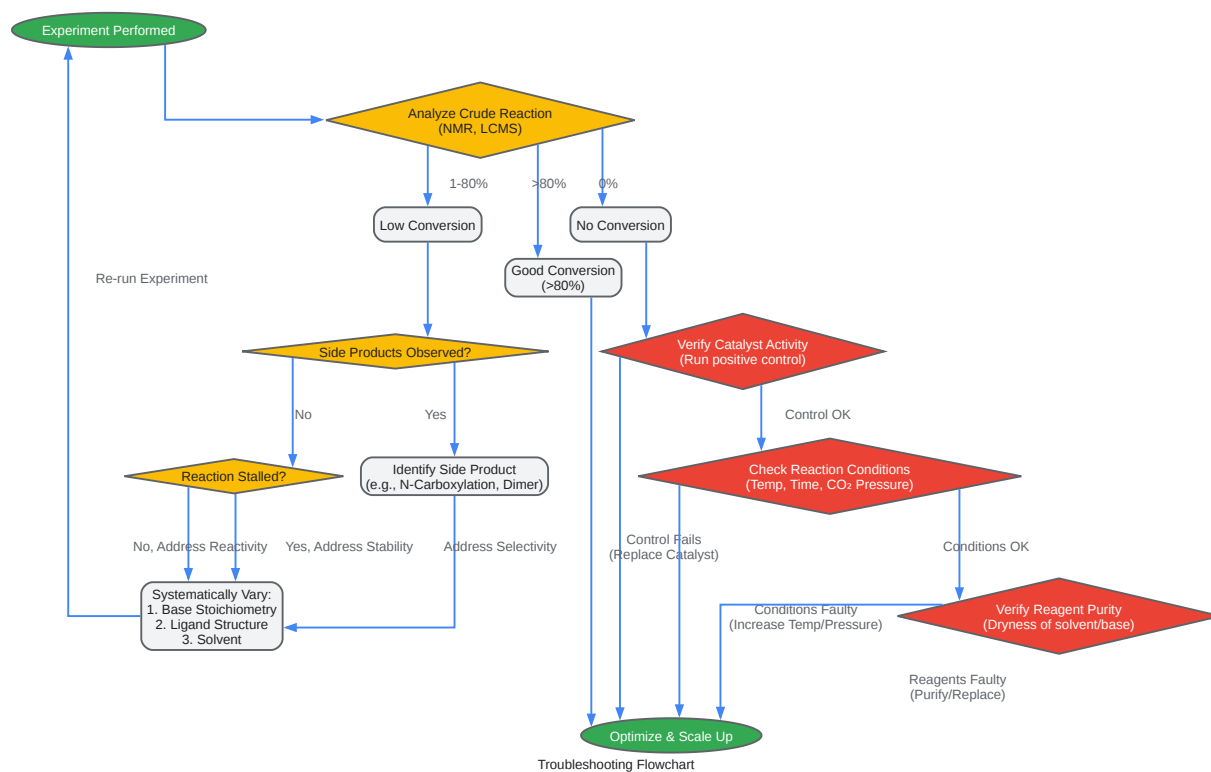 Experiment Performed
Analyze Crude Reaction
(NMR, LCMS)
1-80%
>80%
0%
Low Conversion
No Conversion
Good Conversion
(>80%)
Re-run Experiment
Side Products Observed?
Verify Catalyst Activity
(Run positive control)
No
Yes
Control OK
Reaction Stalled?
Identify Side Product
(e.g., N-Carboxylation, Dimer)
Check Reaction Conditions
(Temp, Time, CO₂ Pressure)
No, Address Reactivity
Yes, Address Stability
Address Selectivity
Control Fails
(Replace Catalyst)
Conditions OK
Systematically Vary:
1. Base Stoichiometry
2. Ligand Structure
3. Solvent
Conditions Faulty
(Increase Temp/Pressure)
Verify Reagent Purity
(Dryness of solvent/base)
Reagents Faulty
(Purify/Replace)
Optimize & Scale Up
Troubleshooting Flowchart